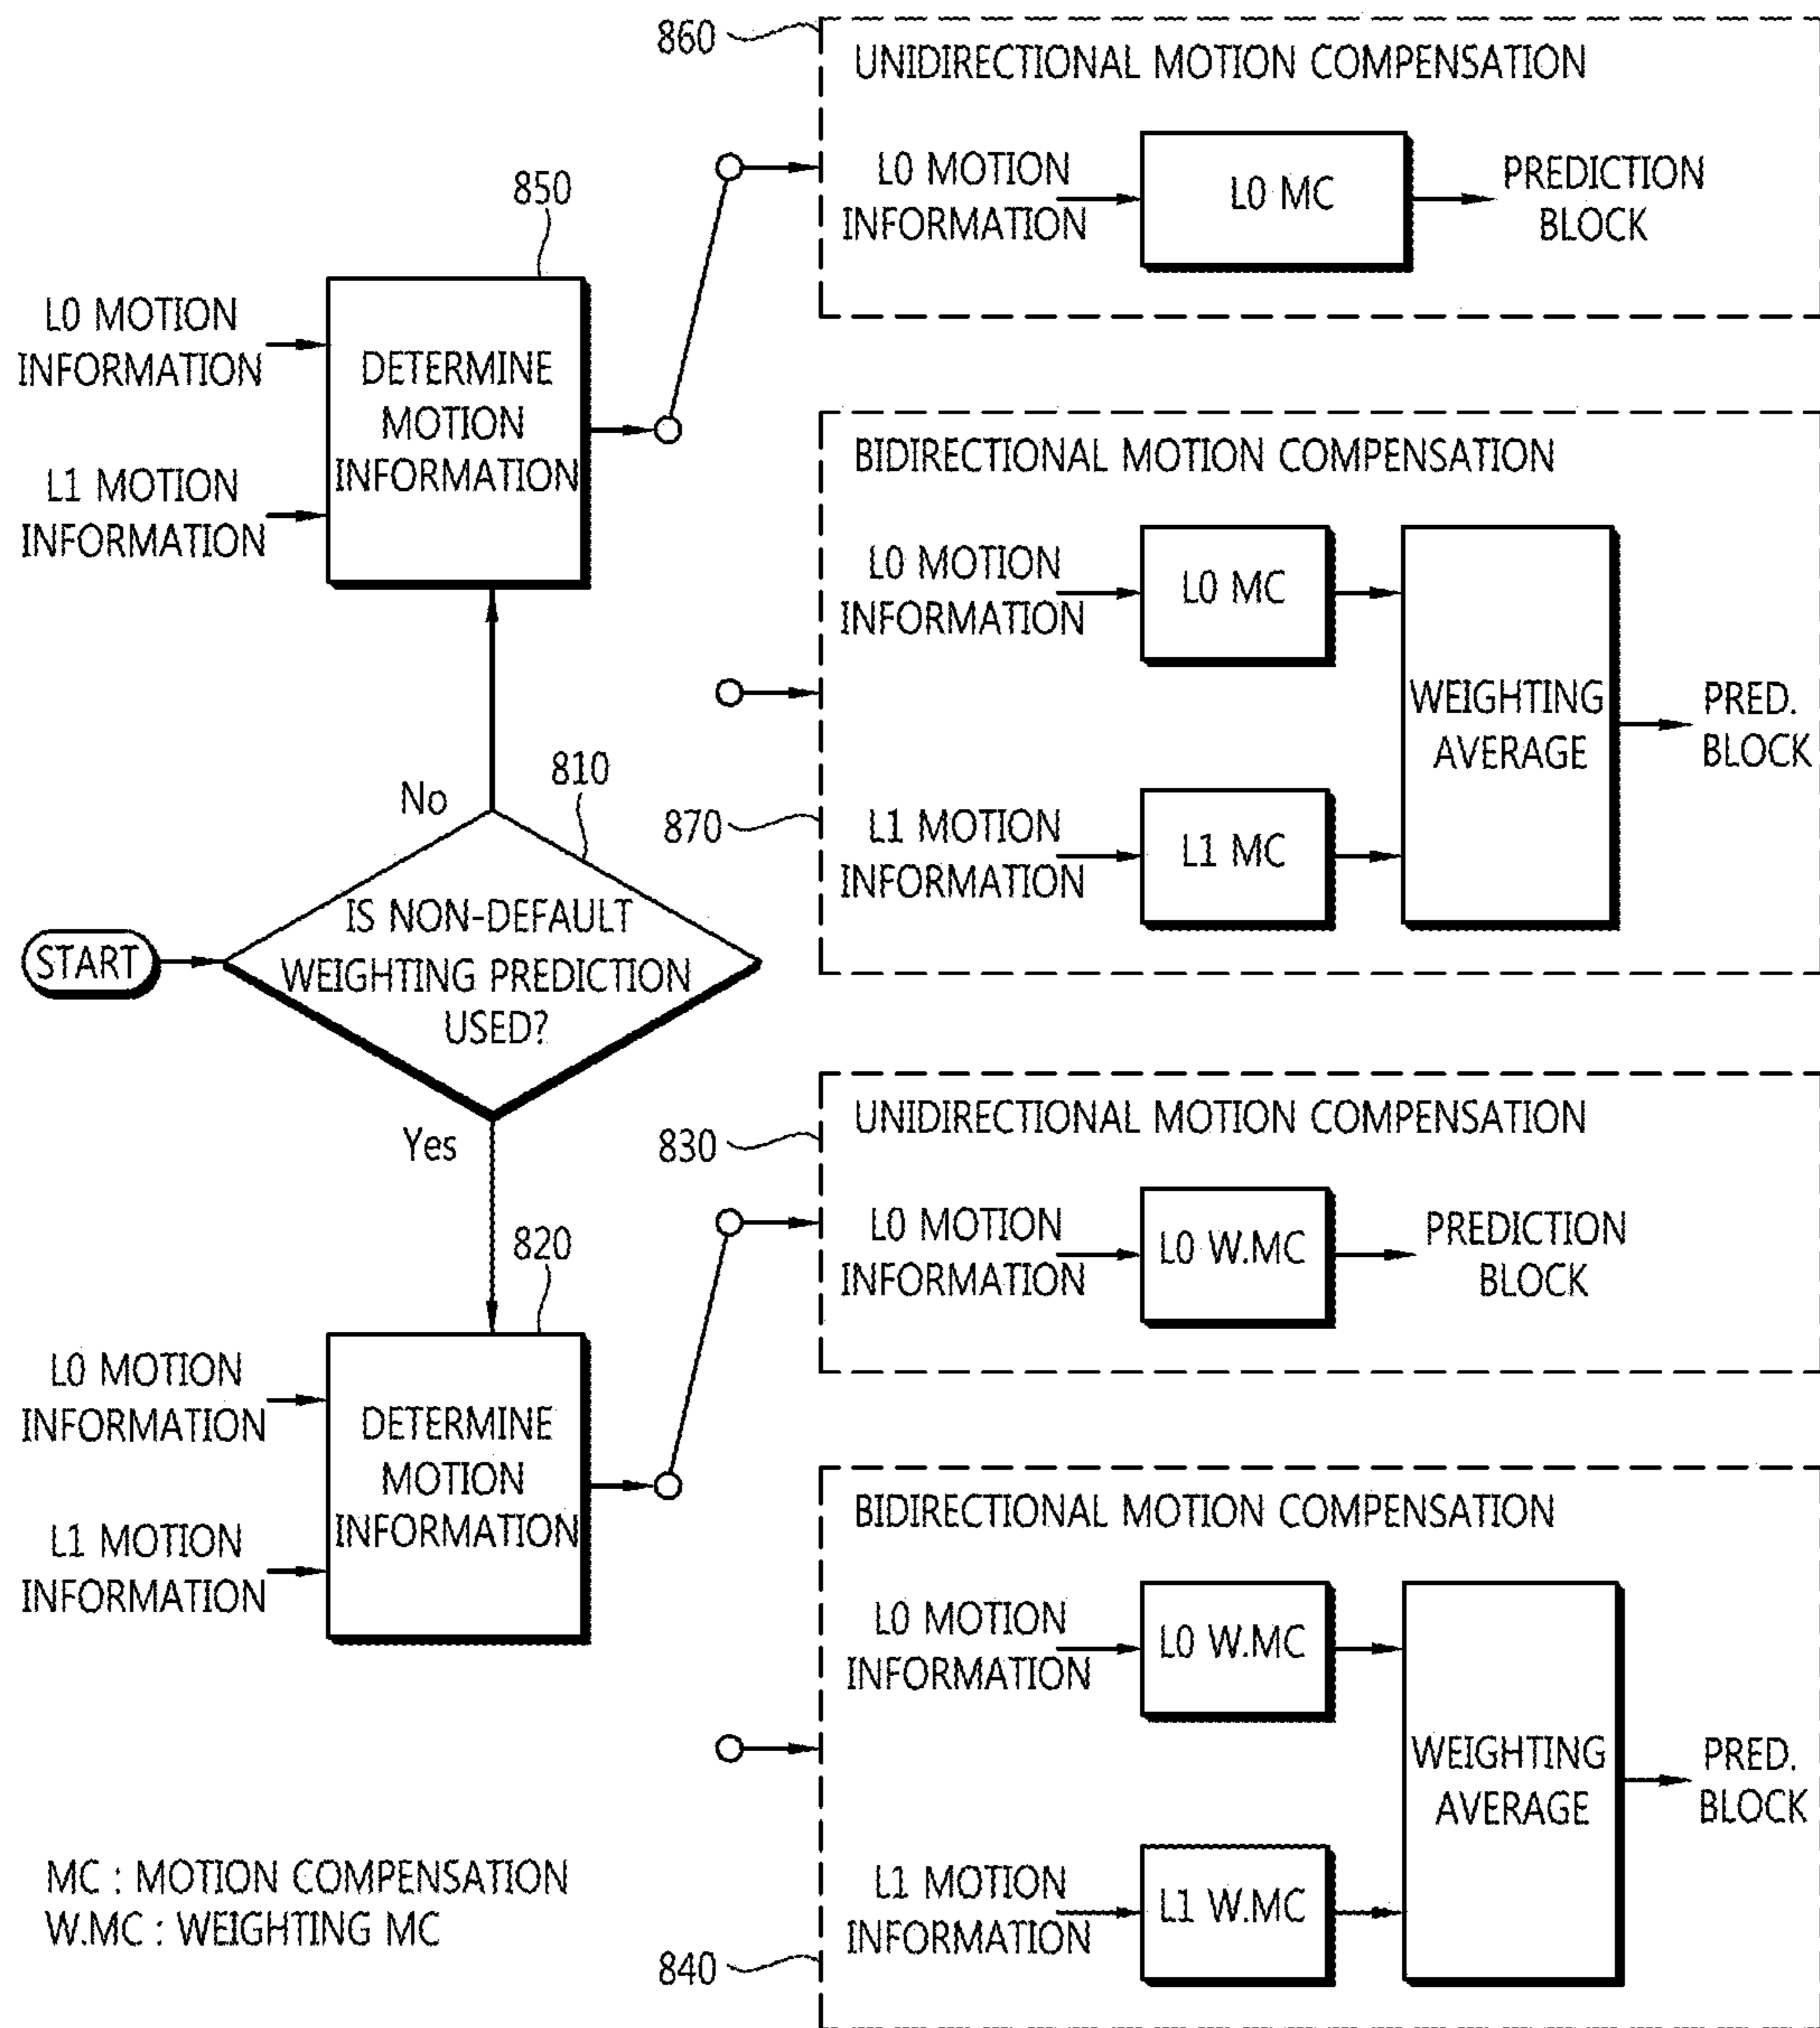 860
UNIDIRECTIONAL MOTION COMPENSATION
L0 MOTION
INFORMATION
L0 MC
PREDICTION
BLOCK
850
L0 MOTION
INFORMATION
L1 MOTION
INFORMATION
DETERMINE
MOTION
INFORMATION
BIDIRECTIONAL MOTION COMPENSATION
L0 MOTION
INFORMATION
L0 MC
L1 MOTION
INFORMATION
L1 MC
WEIGHTING
AVERAGE
PRED.
BLOCK
870
No
810
START
IS NON-DEFAULT
WEIGHTING PREDICTION
USED?
Yes
830
UNIDIRECTIONAL MOTION COMPENSATION
L0 MOTION
INFORMATION
L0 W.MC
PREDICTION
BLOCK
820
L0 MOTION
INFORMATION
L1 MOTION
INFORMATION
DETERMINE
MOTION
INFORMATION
BIDIRECTIONAL MOTION COMPENSATION
L0 MOTION
INFORMATION
L0 W.MC
L1 MOTION
INFORMATION
L1 W.MC
WEIGHTING
AVERAGE
PRED.
BLOCK
840
MC : MOTION COMPENSATION
W.MC : WEIGHTING MC